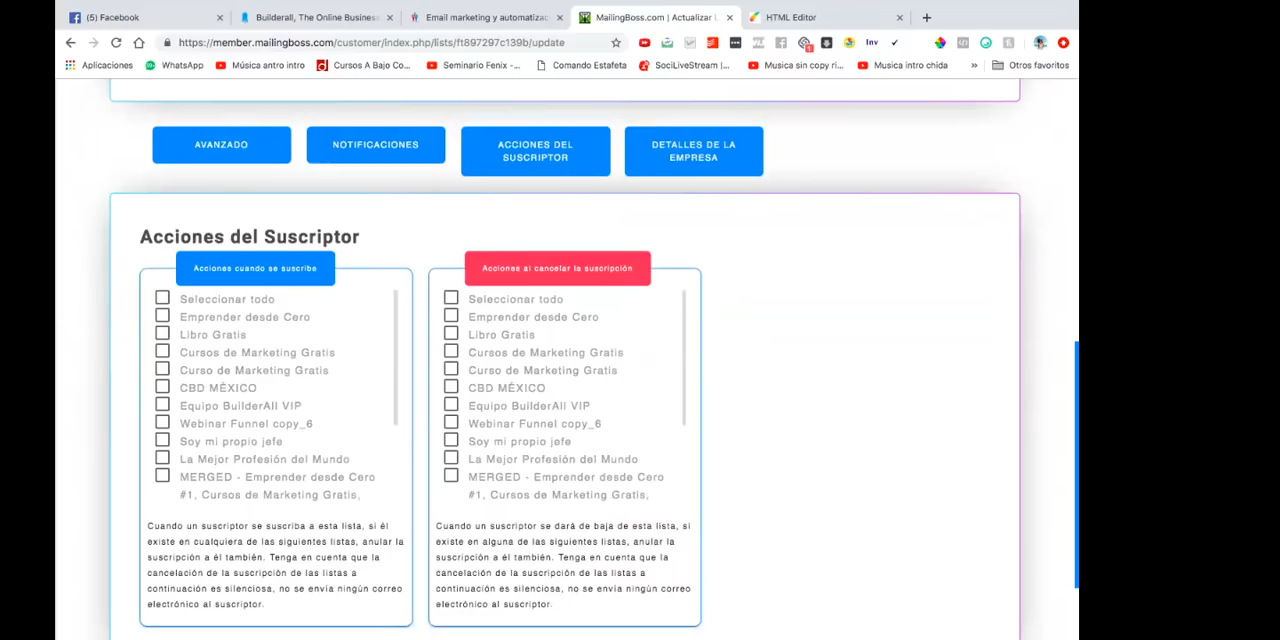 (5) Facebook
Builderall, The Online Business
Email marketing y automatizac
MailingBoss.com | Actualizar L
HTML Editor
https://member.mailingboss.com/customer/index.php/lists/ft897297c139b/update
Inv
Aplicaciones
WhatsApp
Música antro intro
Cursos A Bajo Co...
Seminario Fenix -...
Comando Estafeta
SociLiveStream |...
Musica sin copy ri...
Musica intro chida
»
Otros favoritos
AVANZADO
NOTIFICACIONES
ACCIONES DEL
SUSCRIPTOR
DETALLES DE LA
EMPRESA
Acciones del Suscriptor
Acciones cuando se suscribe
Seleccionar todo
Emprender desde Cero
Libro Gratis
Cursos de Marketing Gratis
Curso de Marketing Gratis
CBD MÉXICO
Equipo BuilderAll VIP
Webinar Funnel copy_6
Soy mi propio jefe
La Mejor Profesión del Mundo
MERGED - Emprender desde Cero
#1, Cursos de Marketing Gratis,
Cuando un suscriptor se suscriba a esta lista, si él
existe en cualquiera de las siguientes listas, anular la
suscripción a él también. Tenga en cuenta que la
cancelación de la suscripción de las listas a
continuación es silenciosa, no se envía ningún correo
electrónico al suscriptor.
Acciones al cancelar la suscripción
Seleccionar todo
Emprender desde Cero
Libro Gratis
Cursos de Marketing Gratis
Curso de Marketing Gratis
CBD MÉXICO
Equipo BuilderAll VIP
Webinar Funnel copy_6
Soy mi propio jefe
La Mejor Profesión del Mundo
MERGED - Emprender desde Cero
#1, Cursos de Marketing Gratis,
Cuando un suscriptor se dará de baja de esta lista, si
existe en alguna de las siguientes listas, anular la
suscripción a él también. Tenga en cuenta que la
cancelación de la suscripción de las listas a
continuación es silenciosa, no se envía ningún correo
electrónico al suscriptor.